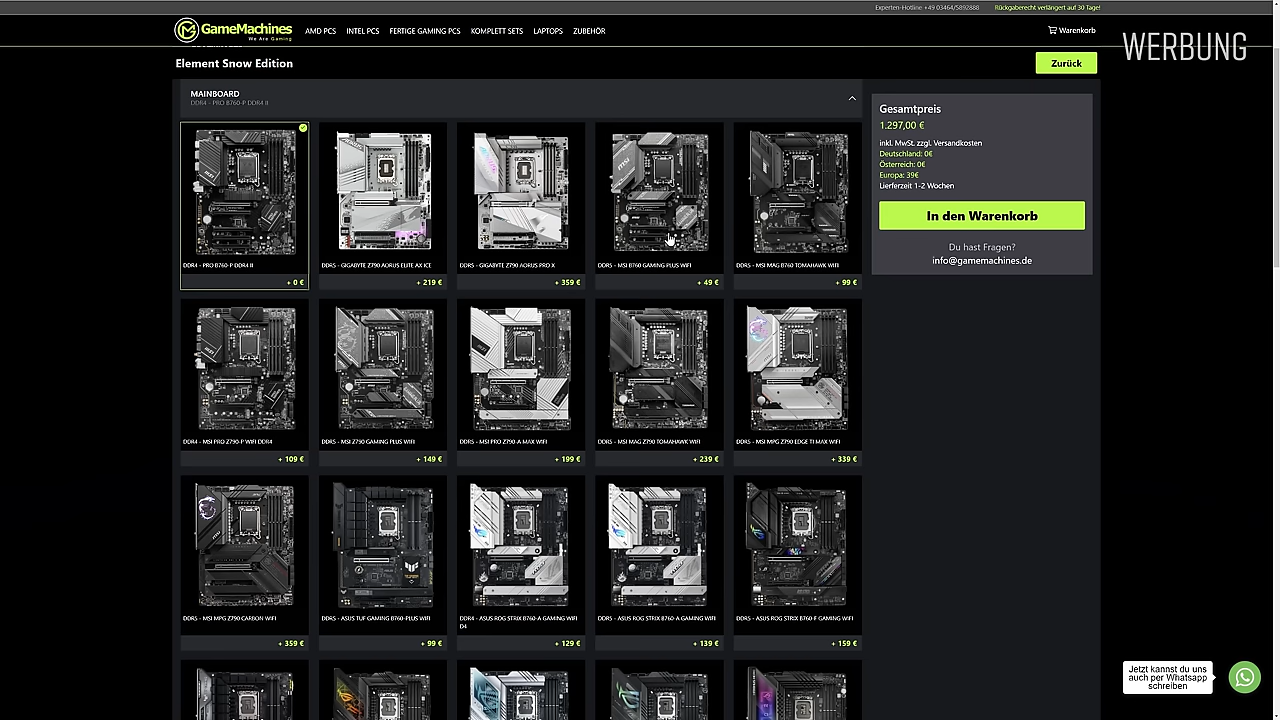 Experten-Hotline +49 03464/5892888
Rückgaberecht verlängert auf 30 Tage!
GameMachines
We Are Gaming
AMD PCS
INTEL PCS
FERTIGE GAMING PCS
KOMPLETT SETS
LAPTOPS
ZUBEHÖR
Warenkorb
WERBUNG
Element Snow Edition
Zurück
MAINBOARD
DDR4 - PRO B760-P DDR4 II
DDR4 - PRO B760-P DDR4 II
+ 0 €
DDR5 - GIGABYTE Z790 AORUS ELITE AX ICE
+ 219 €
DDR5 - GIGABYTE Z790 AORUS PRO X
+ 359 €
DDR5 - MSI B760 GAMING PLUS WIFI
+ 49 €
DDR5 - MSI MAG B760 TOMAHAWK WIFI
+ 99 €
DDR4 - MSI PRO Z790-P WIFI DDR4
+ 109 €
DDR5 - MSI Z790 GAMING PLUS WIFI
+ 149 €
DDR5 - MSI PRO Z790-A MAX WIFI
+ 199 €
DDR5 - MSI MAG Z790 TOMAHAWK WIFI
+ 239 €
DDR5 - MSI MPG Z790 EDGE TI MAX WIFI
+ 339 €
DDR5 - MSI MPG Z790 CARBON WIFI
+ 359 €
DDR5 - ASUS TUF GAMING B760-PLUS WIFI
+ 99 €
DDR4 - ASUS ROG STRIX B760-A GAMING WIFI
D4
+ 129 €
DDR5 - ASUS ROG STRIX B760-A GAMING WIFI
+ 139 €
DDR5 - ASUS ROG STRIX B760-F GAMING WIFI
+ 159 €
Gesamtpreis
1.297,00 €
inkl. MwSt. zzgl. Versandkosten
Deutschland: 0€
Österreich: 0€
Europa: 39€
Lieferzeit 1-2 Wochen
In den Warenkorb
Du hast Fragen?
info@gamemachines.de
Jetzt kannst du uns
auch per Whatsapp
schreiben